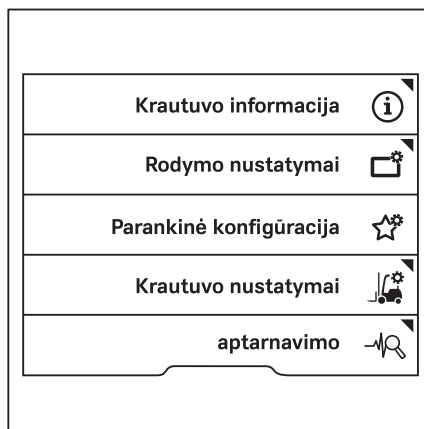 Krautuvo informacija
Rodymo nustatymai
Parankinė konfigūracija
Krautuvo nustatymai
aptarnavimo